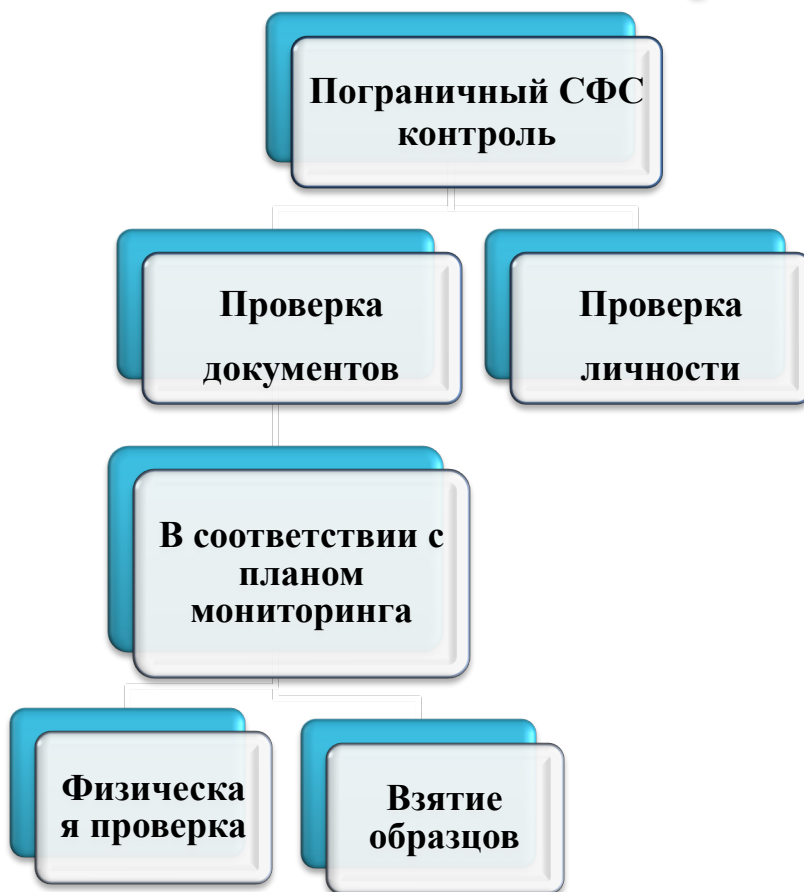 Пограничный СФС
контроль
Проверка
документов
Проверка
личности
В соответствии с
планом
мониторинга
Физическа
я проверка
Взятие
образцов